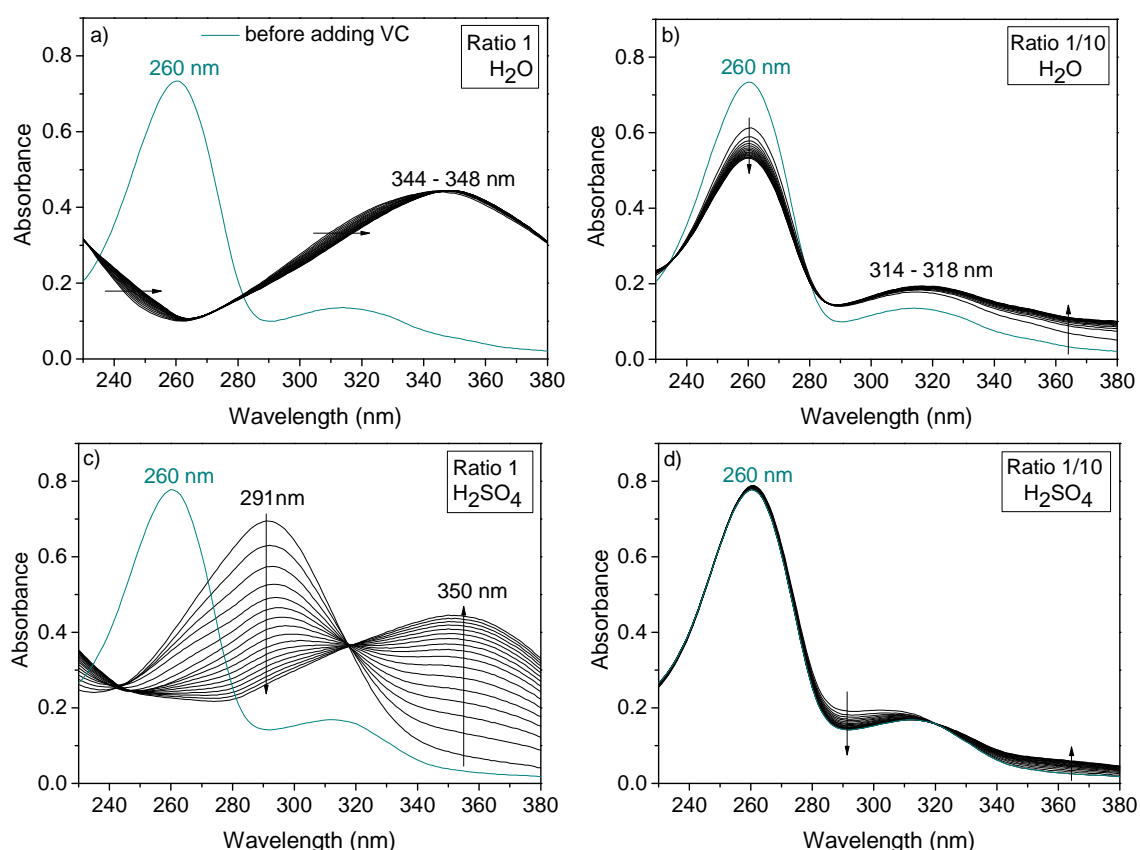 a)
before adding VC
Ratio 1
H₂O
260 nm
344 - 348 nm
Absorbance
0.8
0.6
0.4
0.2
0.0
240 260 280 300 320 340 360 380
Wavelength (nm)
b)
Ratio 1/10
H₂O
260 nm
314 - 318 nm
Absorbance
0.8
0.6
0.4
0.2
0.0
240 260 280 300 320 340 360 380
Wavelength (nm)
c)
Ratio 1
H₂SO₄
260 nm
291nm
350 nm
Absorbance
0.8
0.6
0.4
0.2
0.0
230 240 260 280 290 300 320 340 360 380
Wavelength (nm)
d)
Ratio 1/10
H₂SO₄
260 nm
Absorbance
0.8
0.6
0.4
0.2
0.0
240 260 280 300 320 340 360 380
Wavelength (nm)